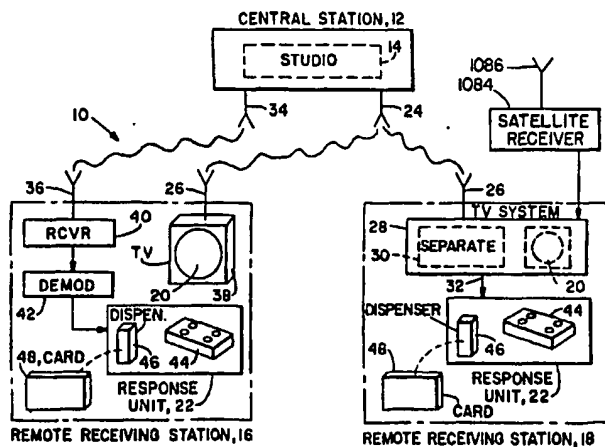 CENTRAL STATION, 12
STUDIO
14
1086
1084
SATELLITE
RECEIVER
10
34
24
36
26
26
RCVR
40
T.V
20
38
DEMOD
42
DISPEN.
46
44
48, CARD
RESPONSE
UNIT, 22
REMOTE RECEIVING STATION, 16
TV SYSTEM
28
SEPARATE
30
20
32
DISPENSER
44
46
48
CARD
RESPONSE
UNIT, 22
REMOTE RECEIVING STATION, 18